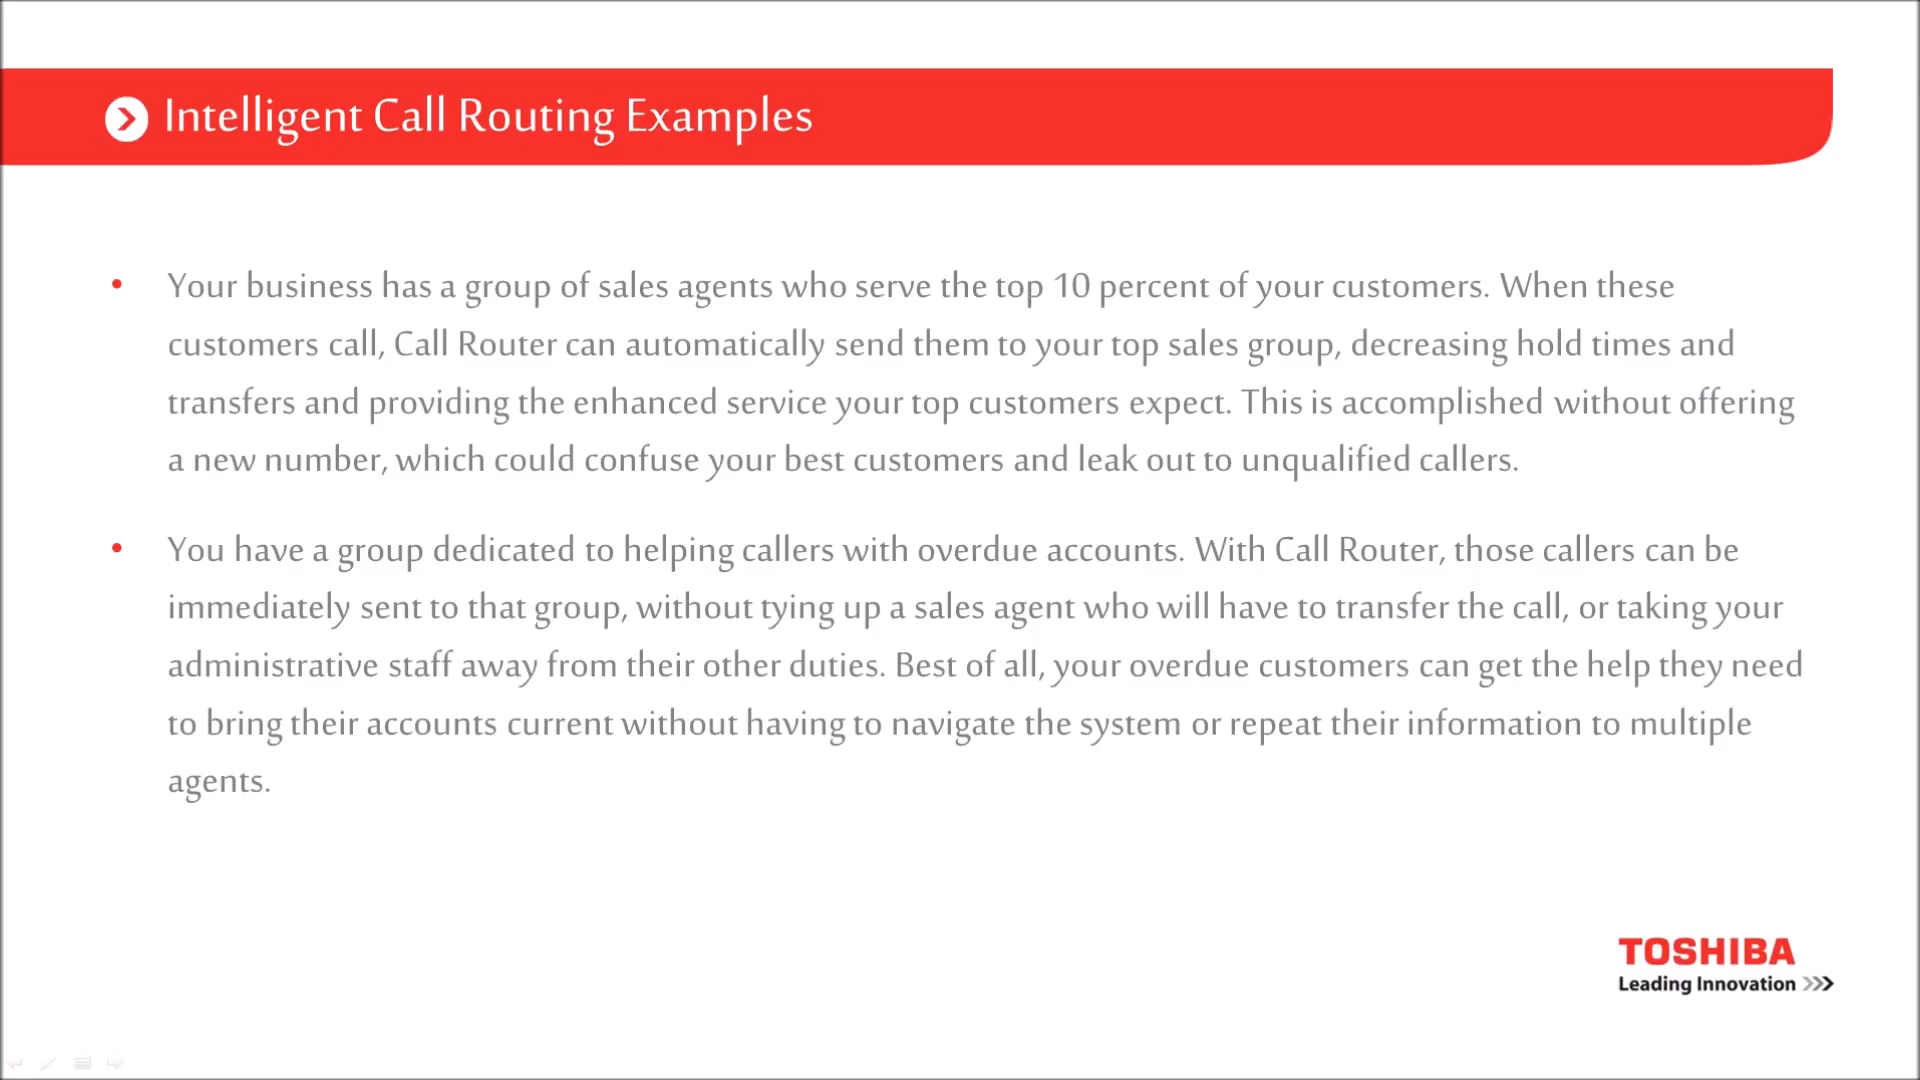 Intelligent Call Routing Examples
• Your business has a group of sales agents who serve the top 10 percent of your customers. When these
customers call, Call Router can automatically send them to your top sales group, decreasing hold times and
transfers and providing the enhanced service your top customers expect. This is accomplished without offering
a new number, which could confuse your best customers and leak out to unqualified callers.
• You have a group dedicated to helping callers with overdue accounts. With Call Router, those callers can be
immediately sent to that group, without tying up a sales agent who will have to transfer the call, or taking your
administrative staff away from their other duties. Best of all, your overdue customers can get the help they need
to bring their accounts current without having to navigate the system or repeat their information to multiple
agents.
TOSHIBA
Leading Innovation